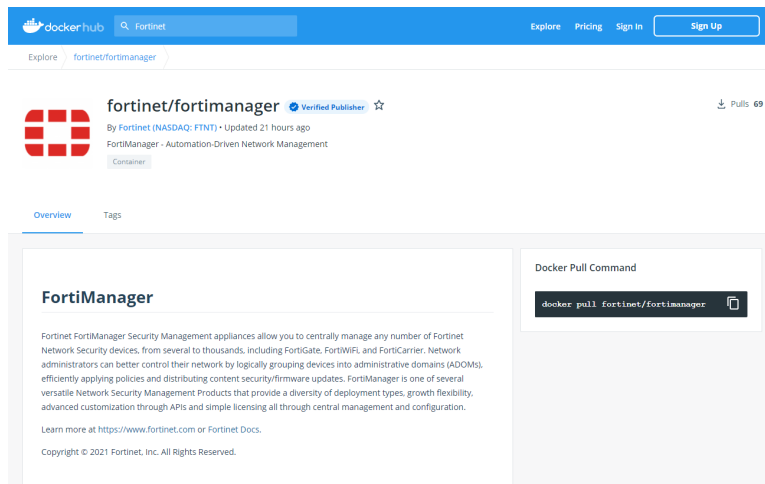 dockerhub
Fortinet
Explore Pricing Sign In Sign Up
Explore fortinet/fortimanager
fortinet/fortimanager Verified Publisher
Pulls 69
By Fortinet (NASDAQ: FTNT) • Updated 21 hours ago
FortiManager - Automation-Driven Network Management
Container
Overview Tags
FortiManager
Fortinet FortiManager Security Management appliances allow you to centrally manage any number of Fortinet
Network Security devices, from several to thousands, including FortiGate, FortiWiFi, and FortiCarrier. Network
administrators can better control their network by logically grouping devices into administrative domains (ADOMs),
efficiently applying policies and distributing content security/firmware updates. FortiManager is one of several
versatile Network Security Management Products that provide a diversity of deployment types, growth flexibility,
advanced customization through APIs and simple licensing all through central management and configuration.
Learn more at https://www.fortinet.com or Fortinet Docs.
Copyright © 2021 Fortinet, Inc. All Rights Reserved.
Docker Pull Command
docker pull fortinet/fortimanager